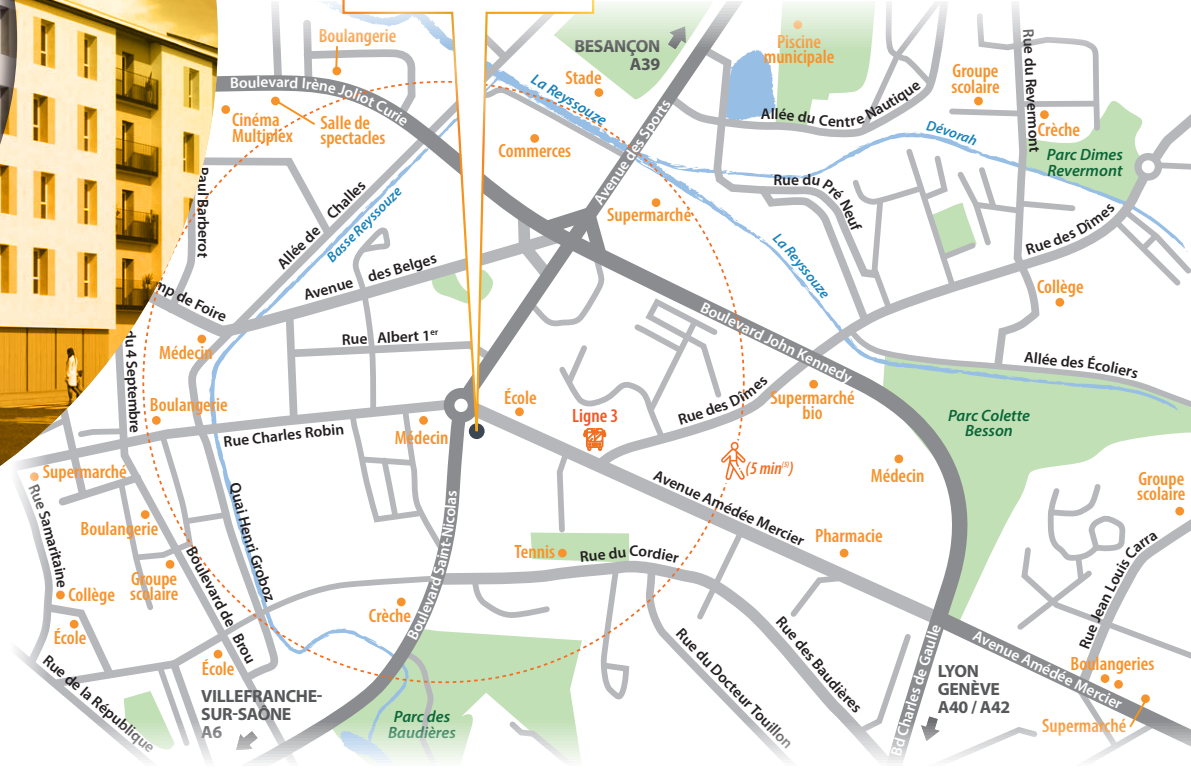 Boulangerie
BESANÇON
A39
Piscine
municipale
Rue du Revermont
Stade
La Reyssouze
Groupe
scolaire
Boulevard Irène Joliot Curie
Cinéma
Multiplex
Salle de
spectacles
Avenue des Sports
Allée du Centre Nautique
Crèche
Dévorah
Commerces
Parc Dimes
Revermont
Paul Barberot
Allée de Challes
Basse Reyssouze
Supermarché
Rue du Pré Neuf
La Reyssouze
Rue des Dîmes
Avenue des Belges
mp de Foire
Collège
Rue Albert 1er
Boulevard John Kennedy
Médecin
du 4 Septembre
Allée des Écoliers
Boulangerie
École
Ligne 3
Rue des Dîmes
Supermarché
bio
Parc Colette
Besson
Rue Charles Robin
Médecin
(5 min(5))
Supermarché
Médecin
Rue Samaritaine
Quai Henri Groboz
Boulevard Saint-Nicolas
Avenue Amédée Mercier
Groupe
scolaire
Boulangerie
Pharmacie
Tennis
Rue du Cordier
Groupe
scolaire
Boulevard de Brou
Collège
Crèche
Rue Jean Louis Carra
École
École
Rue du Docteur Touillon
Rue des Baudières
Bd Charles de Gaulle
Avenue Amédée Mercier
Boulangeries
Rue de la République
VILLEFRANCHE-
SUR-SAÔNE
A6
Parc des
Baudières
LYON
GENÈVE
A40 / A42
Supermarché